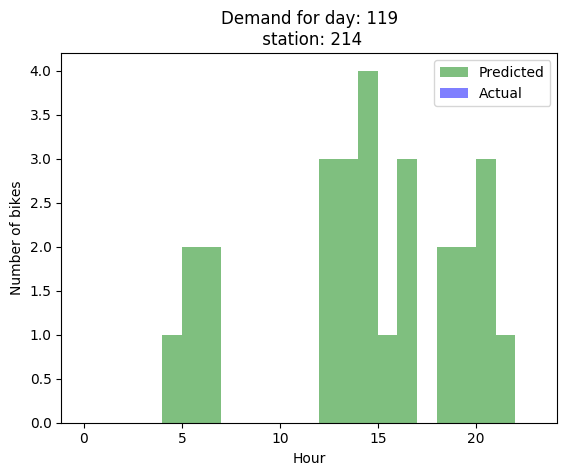 Demand for day: 119
station: 214
Predicted
Actual
4.0
3.5
3.0
2.5
2.0
1.5
1.0
0.5
0.0
Number of bikes
0 5 10 15 20
Hour